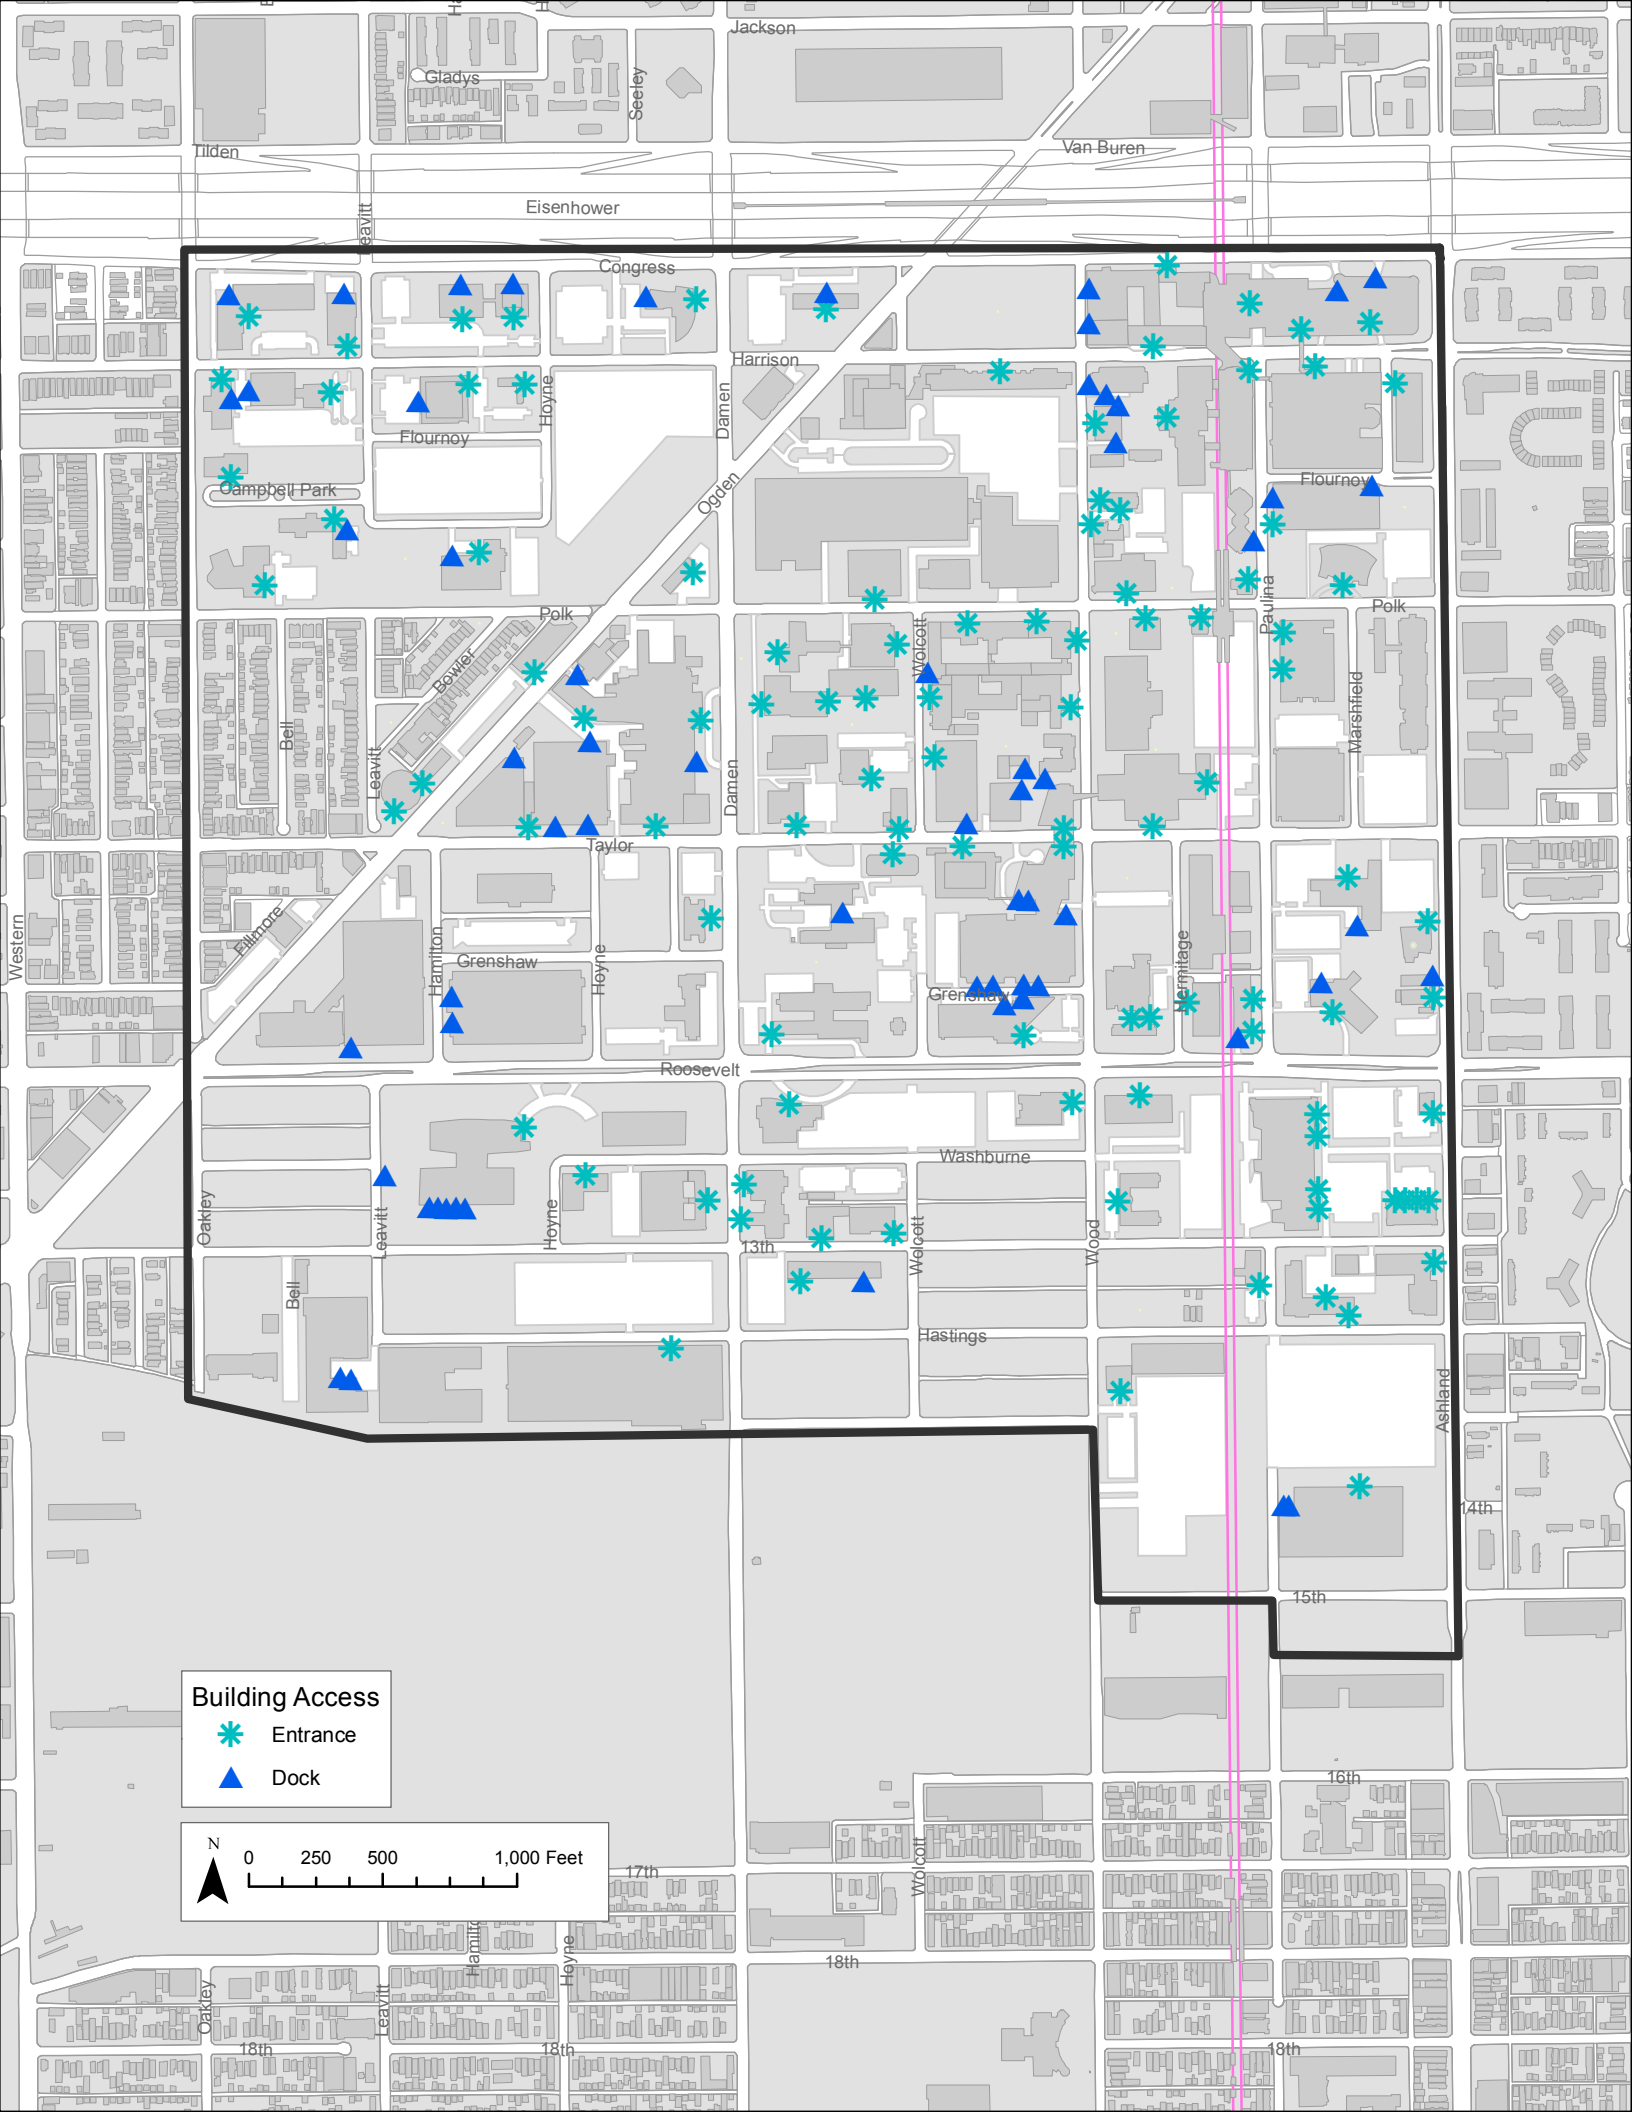 Jackson
Gladys
Seeley
Tilden
Van Buren
Eisenhower
Leavitt
Congress
Harrison
Damen
Hoyne
Flournoy
Ogden
Flournoy
Campbell Park
Polk
Paulina
Polk
Wolcott
Bowler
Marshfield
Bell
Leavitt
Damen
Taylor
Western
Fillmore
Hamilton
Grenshaw
Hoyne
Grenshaw
Hermitage
Roosevelt
Washburne
Oakley
Leavitt
Hoyne
13th
Wolcott
Wood
Bell
Hastings
Ashland
14th
15th
Building Access
Entrance
Dock
16th
N
0 250 500 1,000 Feet
17th
Wolcott
Hoyne
18th
Oakley
Leavitt
18th
18th
18th